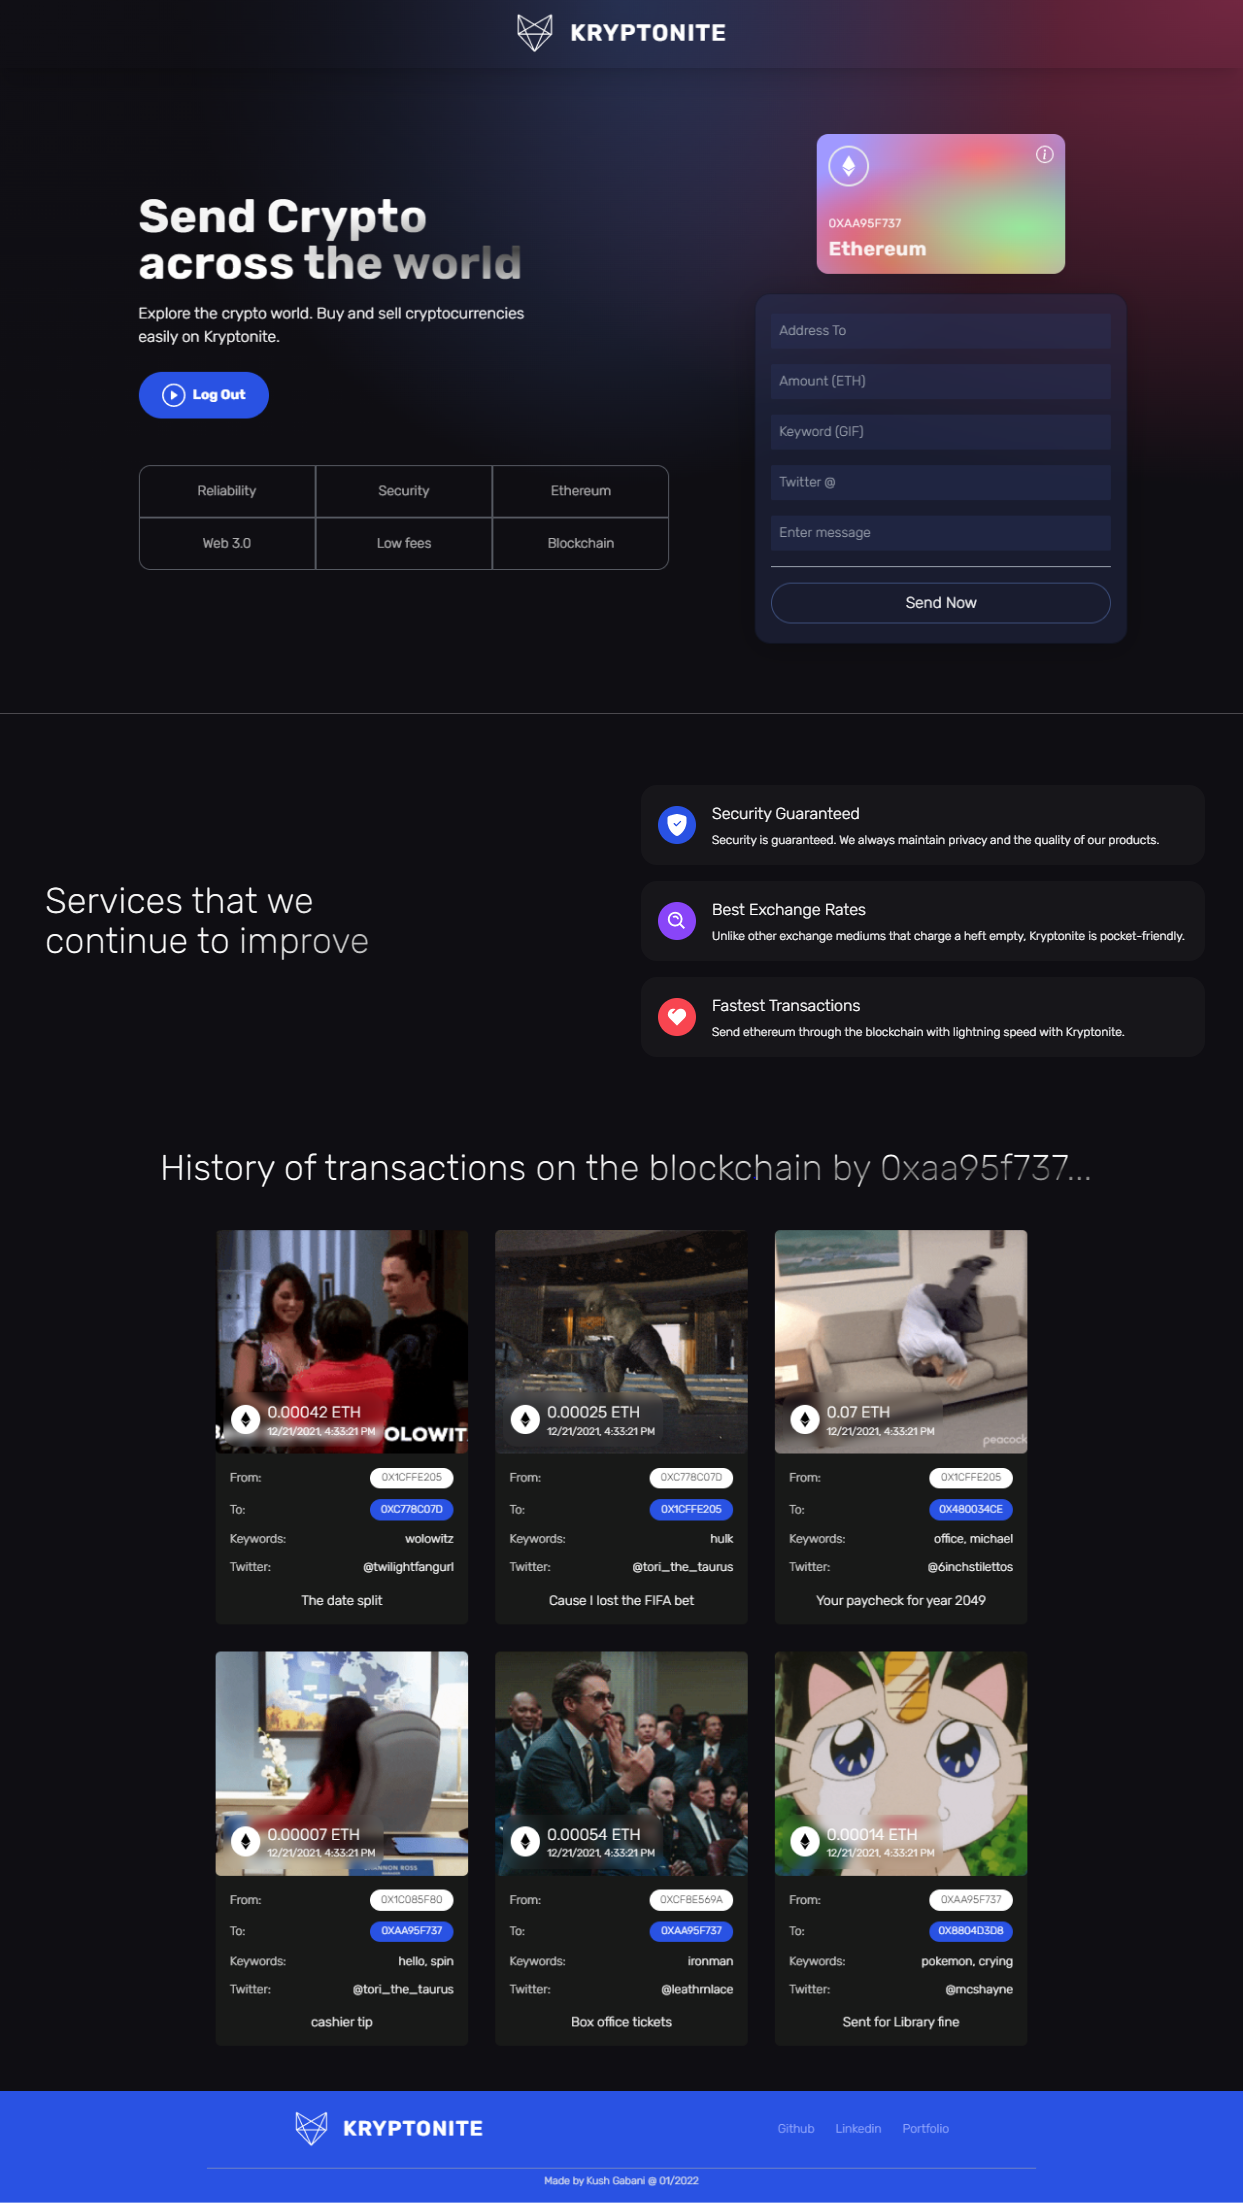 KRYPTONITE
Send Crypto
across the world
Explore the crypto world. Buy and sell cryptocurrencies
easily on Kryptonite.
Log Out
Reliability
Security
Ethereum
Web 3.0
Low fees
Blockchain
0XAA95F737
Ethereum
Address To
Amount (ETH)
Keyword (GIF)
Twitter @
Enter message
Send Now
Services that we
continue to improve
Security Guaranteed
Security is guaranteed. We always maintain privacy and the quality of our products.
Best Exchange Rates
Unlike other exchange mediums that charge a heft empty, Kryptonite is pocket-friendly.
Fastest Transactions
Send ethereum through the blockchain with lightning speed with Kryptonite.
History of transactions on the blockchain by 0xaa95f737...
0.00042 ETH
12/21/2021, 4:33:21 PM
OLOWIT
From: 0X1CFFE205
To: 0XC778C07D
Keywords: wolowitz
Twitter: @twilightfangurl
The date split
0.00025 ETH
12/21/2021, 4:33:21 PM
From: 0XC778C07D
To: 0X1CFFE205
Keywords: hulk
Twitter: @tori_the_taurus
Cause I lost the FIFA bet
0.07 ETH
12/21/2021, 4:33:21 PM
peacock
From: 0X1CFFE205
To: 0X480034CE
Keywords: office, michael
Twitter: @6inchstilettos
Your paycheck for year 2049
0.00007 ETH
12/21/2021, 4:33:21 PM
SHANNON ROSS
From: 0X1C085F80
To: 0XAA95F737
Keywords: hello, spin
Twitter: @tori_the_taurus
cashier tip
0.00054 ETH
12/21/2021, 4:33:21 PM
From: 0XCF8E569A
To: 0XAA95F737
Keywords: ironman
Twitter: @leathrnlace
Box office tickets
0.00014 ETH
12/21/2021, 4:33:21 PM
From: 0XAA95F737
To: 0X8804D3D8
Keywords: pokemon, crying
Twitter: @mcshayne
Sent for Library fine
KRYPTONITE
Github
Linkedin
Portfolio
Made by Kush Gabani @ 01/2022